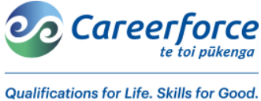 Careerforce
te toi pūkenga
Qualifications for Life. Skills for Good.